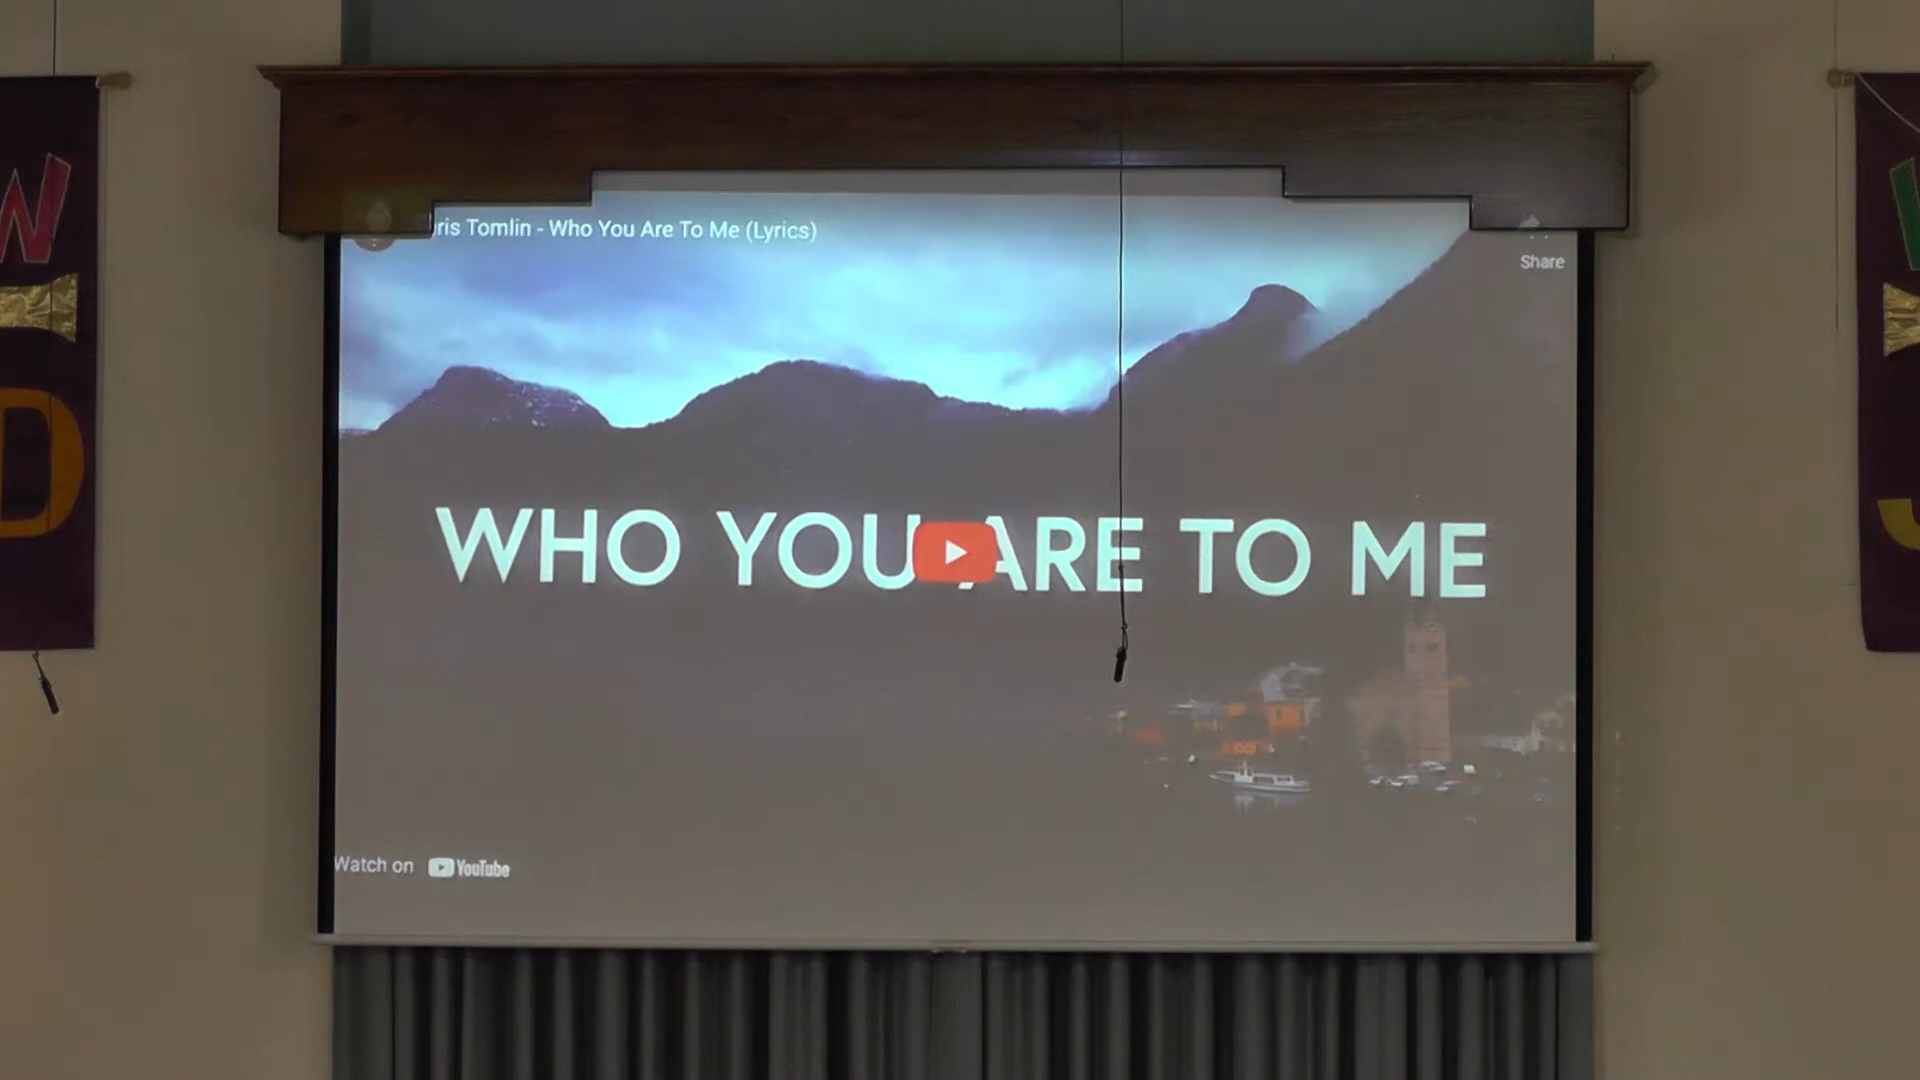 ris Tomlin - Who You Are To Me (Lyrics)
Share
W
D
WHO YOU ARE TO ME
Watch on YouTube